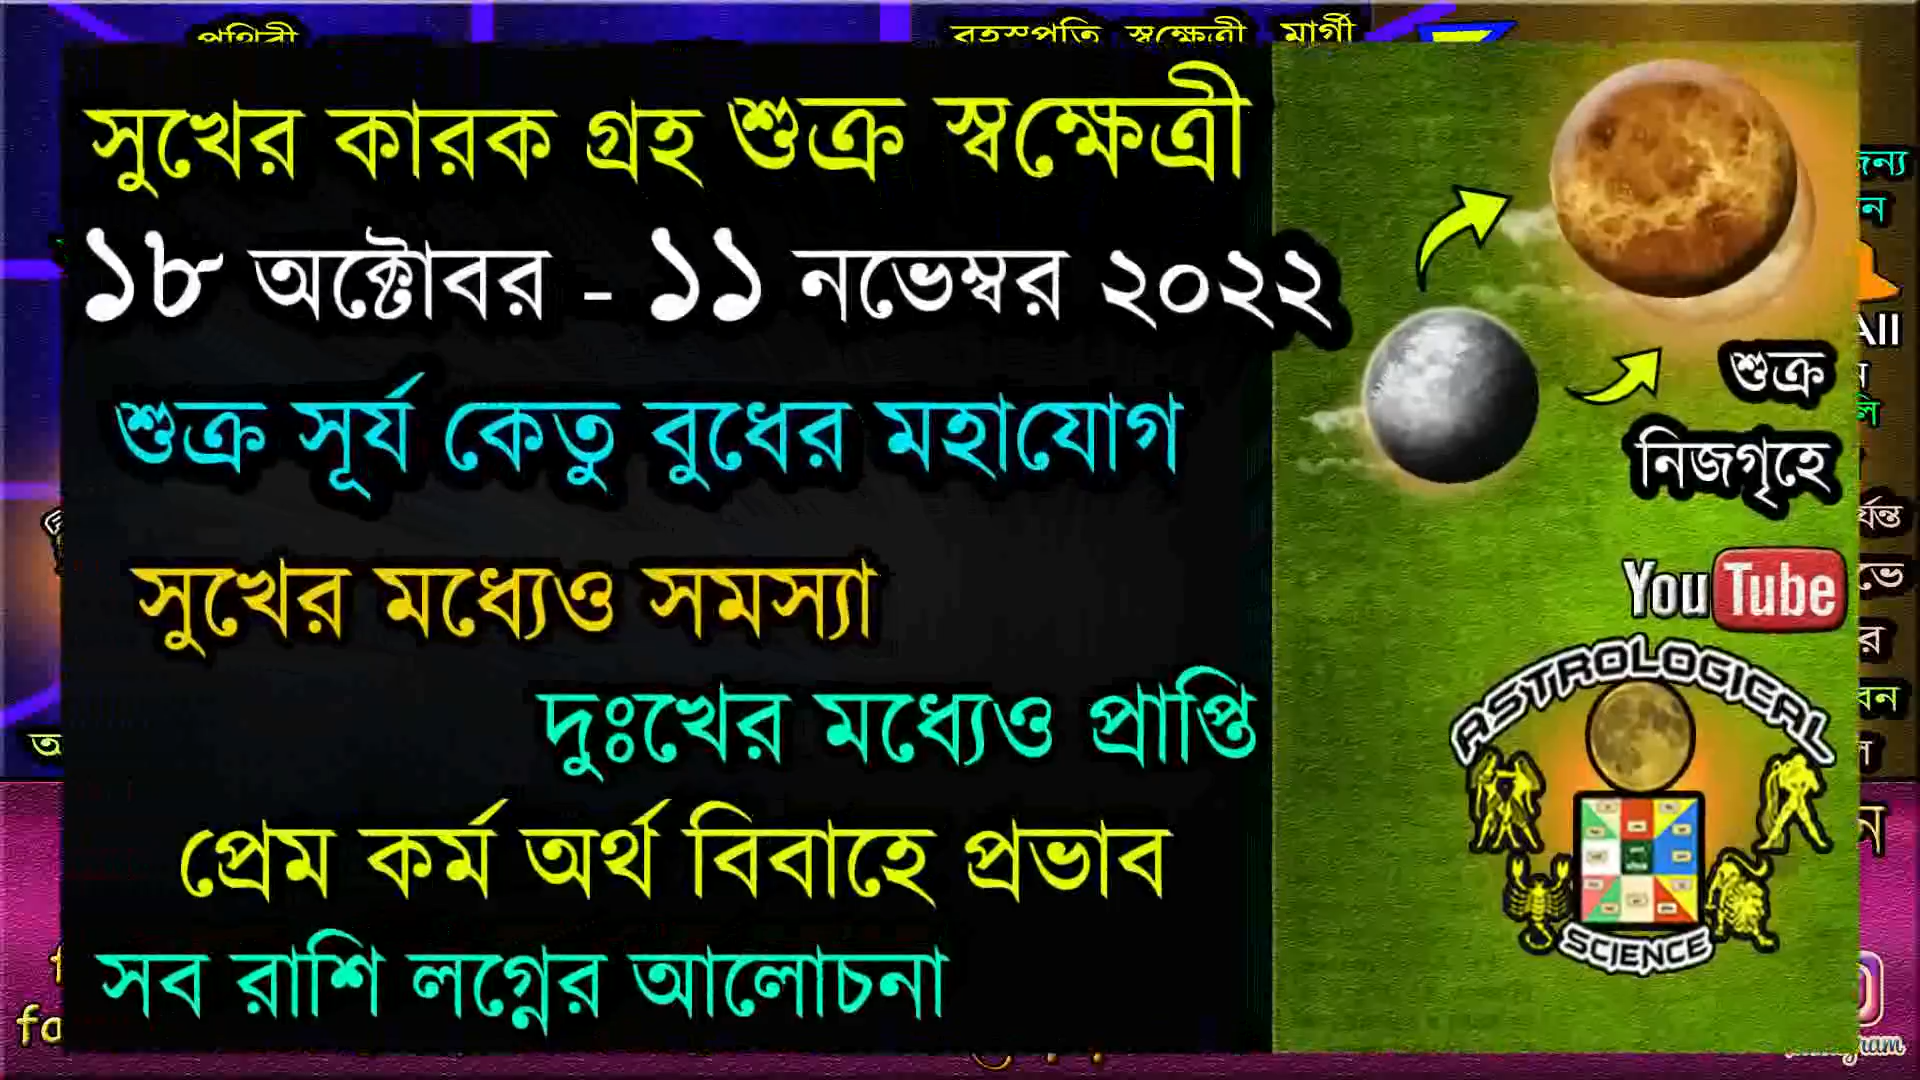 পৃথিবী
বৃহস্পতি স্বক্ষেত্রী মার্গী
সুখের কারক গ্রহ শুক্র স্বক্ষেত্রী
১৮ অক্টোবর - ১১ নভেম্বর ২০২২
শুক্র সূর্য কেতু বুধের মহাযোগ
সুখের মধ্যেও সমস্যা
দুঃখের মধ্যেও প্রাপ্তি
প্রেম কর্ম অর্থ বিবাহে প্রভাব
সব রাশি লগ্নের আলোচনা
শুক্র
নিজগৃহে
YouTube
ASTROLOGICAL
SCIENCE
All